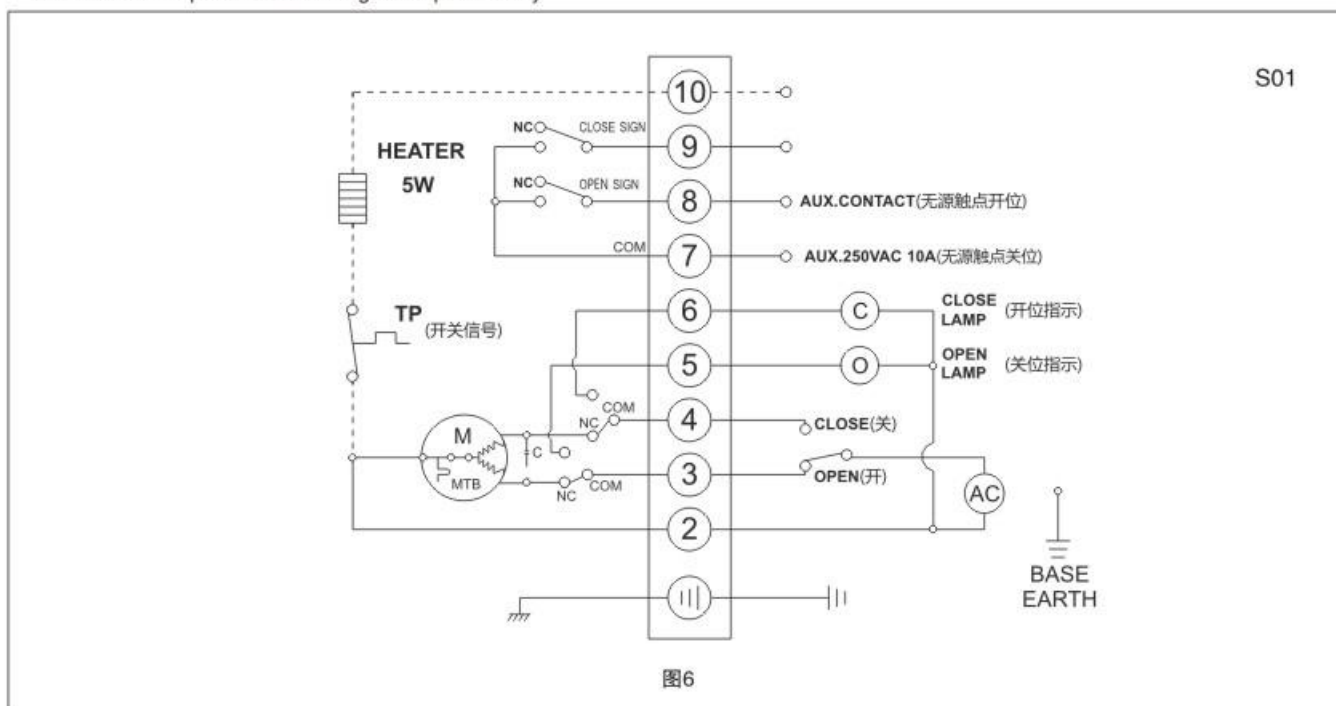 S01
10
NC
CLOSE SIGN
9
HEATER
5W
NC
OPEN SIGN
8
AUX.CONTACT(无源触点开位)
COM
7
AUX.250VAC 10A(无源触点关位)
6
C
CLOSE
LAMP
(开位指示)
TP
(开关信号)
5
O
OPEN
LAMP
(关位指示)
COM
NC
4
CLOSE(关)
M
C
MTB
NC
COM
3
OPEN(开)
AC
2
BASE
EARTH
图6